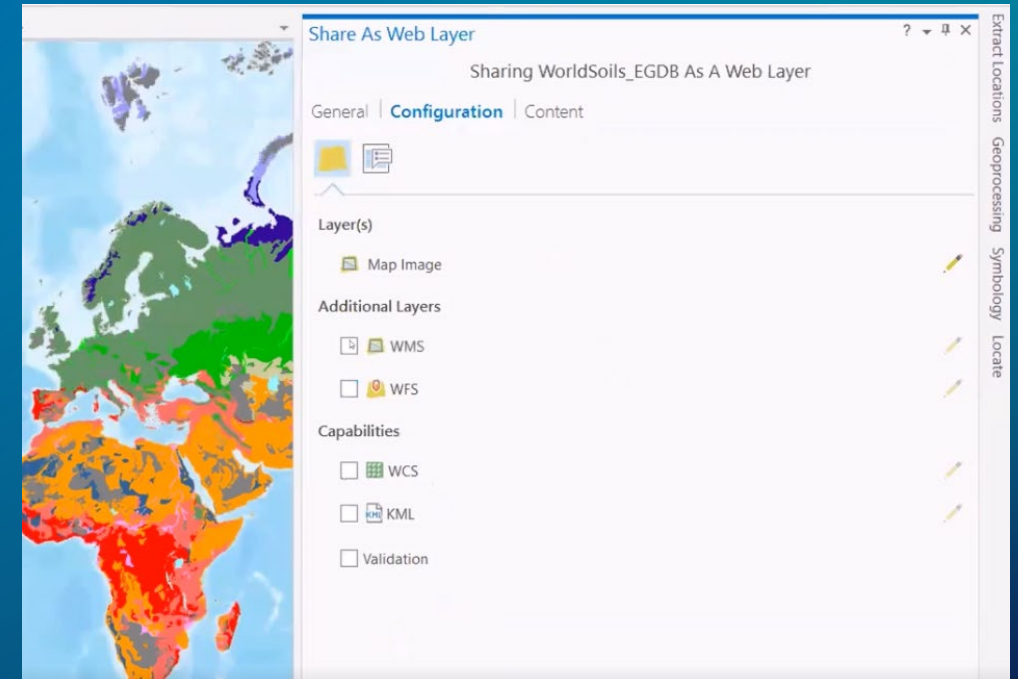 Share As Web Layer
?
Sharing WorldSoils_EGDB As A Web Layer
General | Configuration | Content
Layer(s)
Map Image
Additional Layers
WMS
WFS
Capabilities
WCS
KML KML
Validation
Extract Locations
Geoprocessing
Symbology
Locate